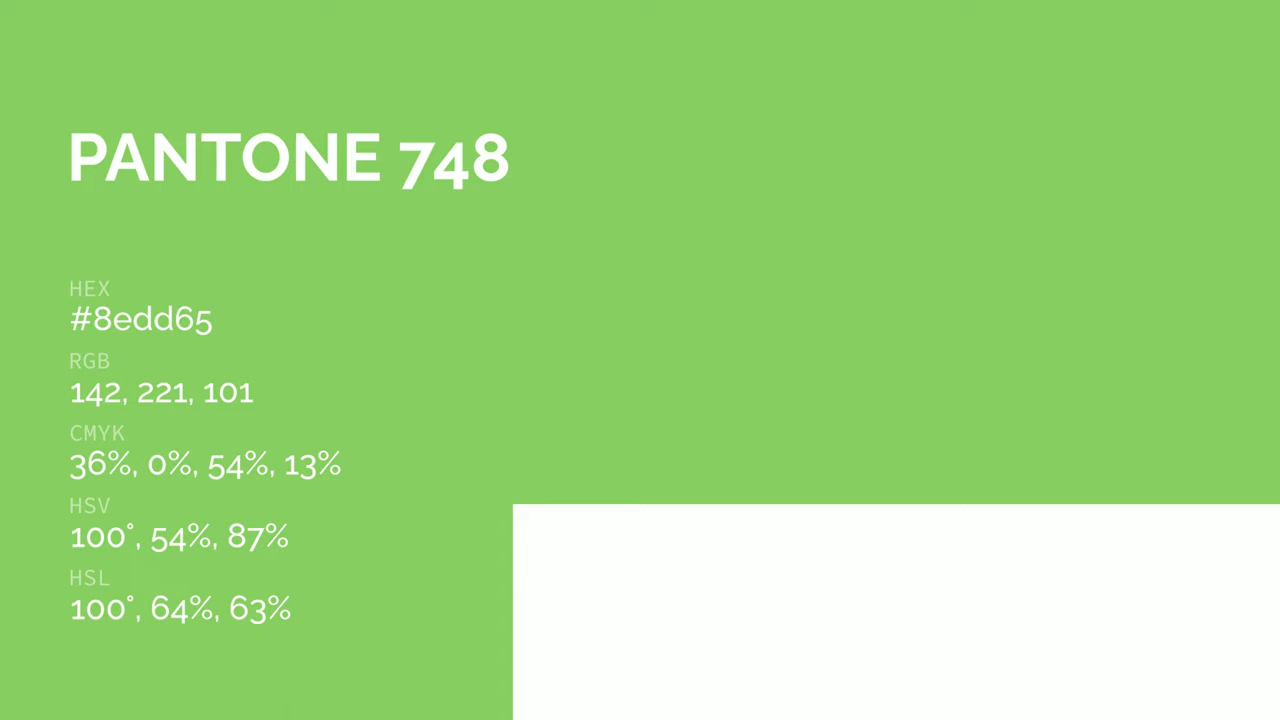 PANTONE 748
HEX
#8edd65
RGB
142, 221, 101
CMYK
36%, 0%, 54%, 13%
HSV
100°, 54%, 87%
HSL
100°, 64%, 63%